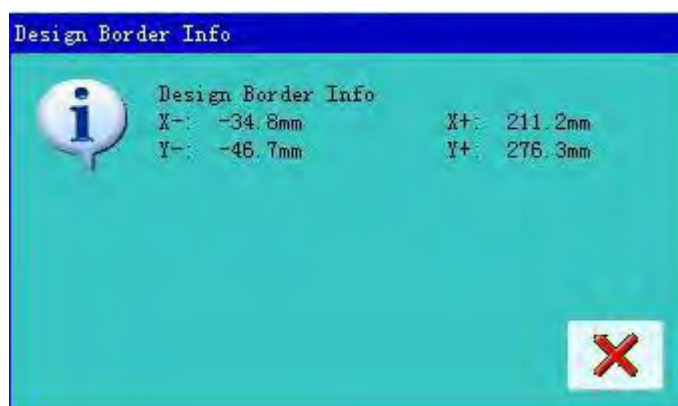 Design Border Info
Design Border Info
X-: -34.8mm X+: 211.2mm
Y-: -46.7mm Y+: 276.3mm